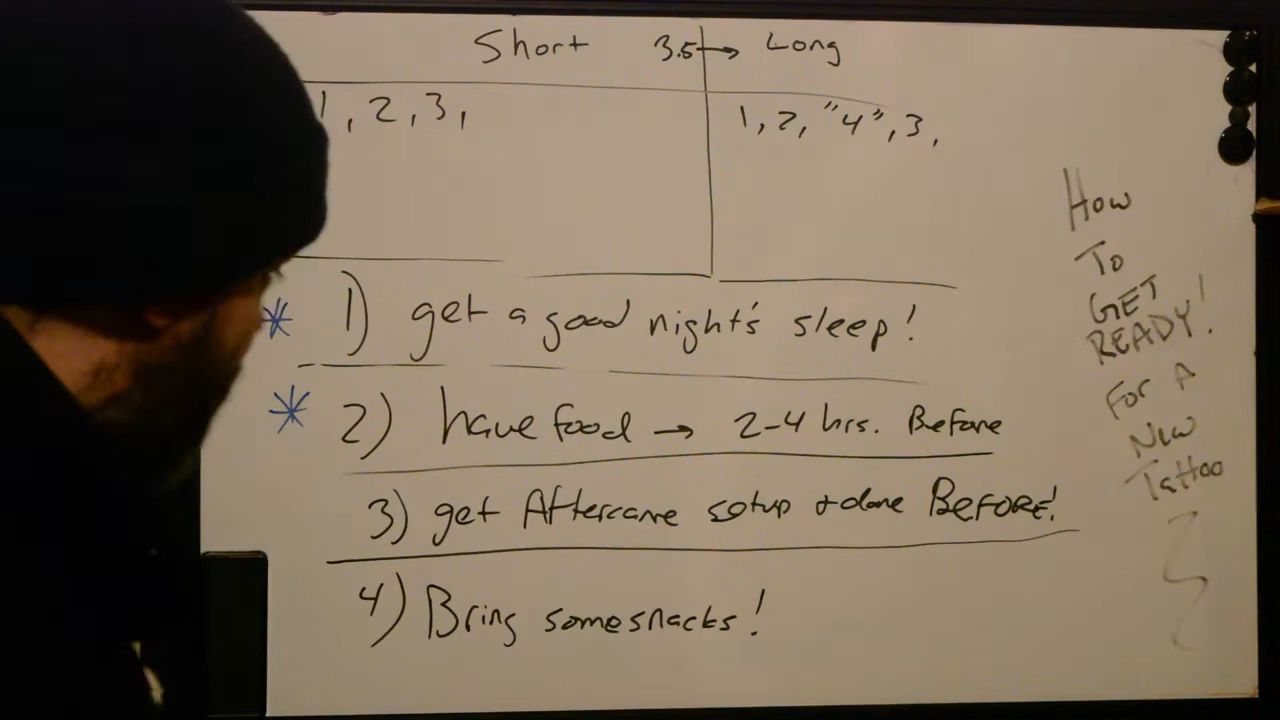 Short 3.5→ Long
1, 2, 3,
1, 2, "4", 3,
* 1) get a good night's sleep!
* 2) have food → 2-4 hrs. Before
3) get Aftercare setup + done BEFORE!
4) Bring some snacks!
How
To
GET
READY!
For A
New
Tattoo